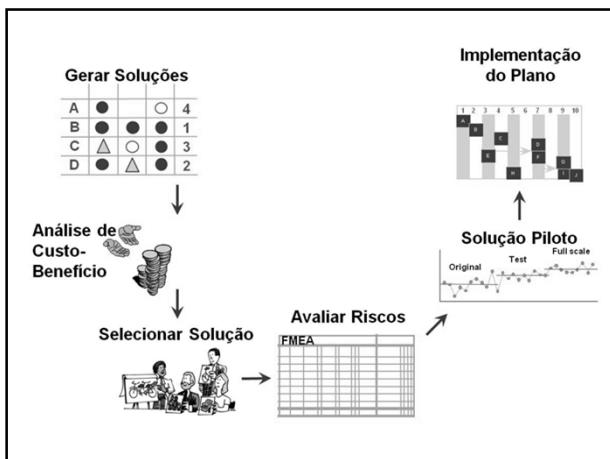 Gerar Soluções
A 4
B 1
C 3
D 2
Análise de
Custo-
Benefício
Selecionar Solução
Avaliar Riscos
FMEA
Solução Piloto
Original
Test
Full scale
Implementação
do Plano
1 2 3 4 5 6 7 8 9 10
A
B
C
D
E
F
G
H
I
J